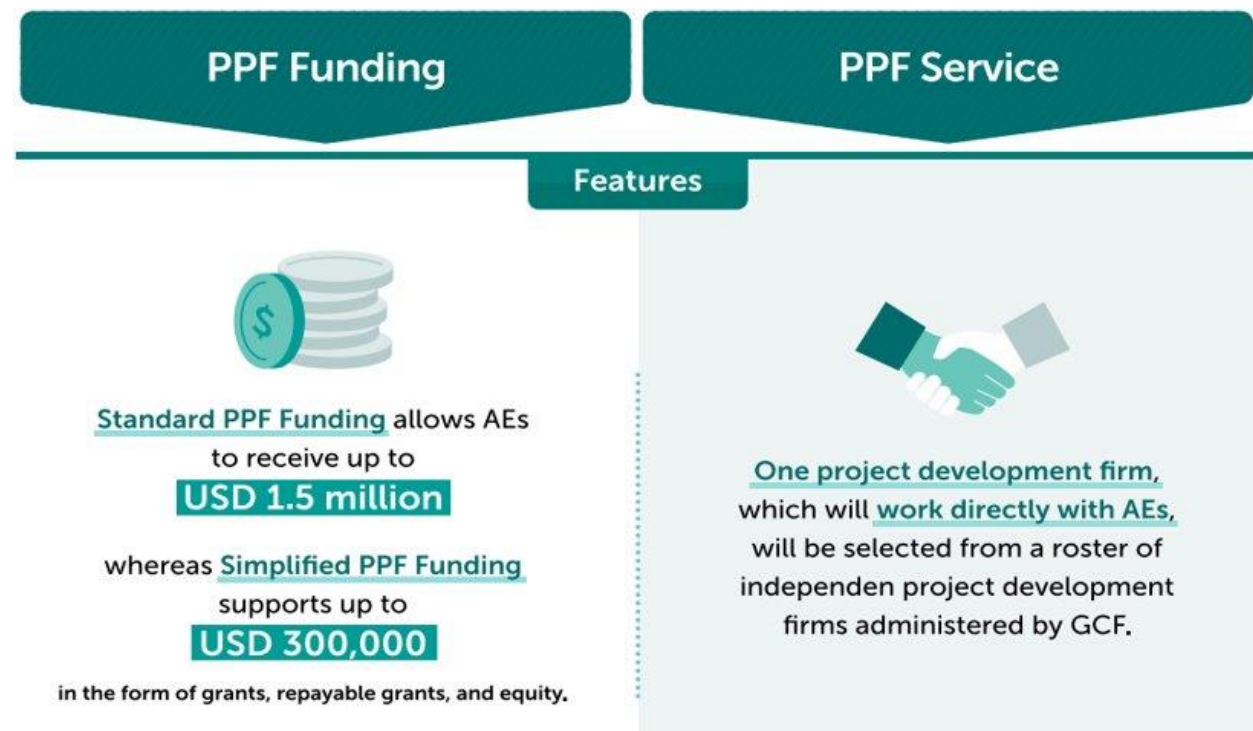 PPF Funding
PPF Service
Features
$
Standard PPF Funding allows AEs
to receive up to
USD 1.5 million
whereas Simplified PPF Funding
supports up to
USD 300,000
in the form of grants, repayable grants, and equity.
One project development firm,
which will work directly with AEs,
will be selected from a roster of
independen project development
firms administered by GCF.